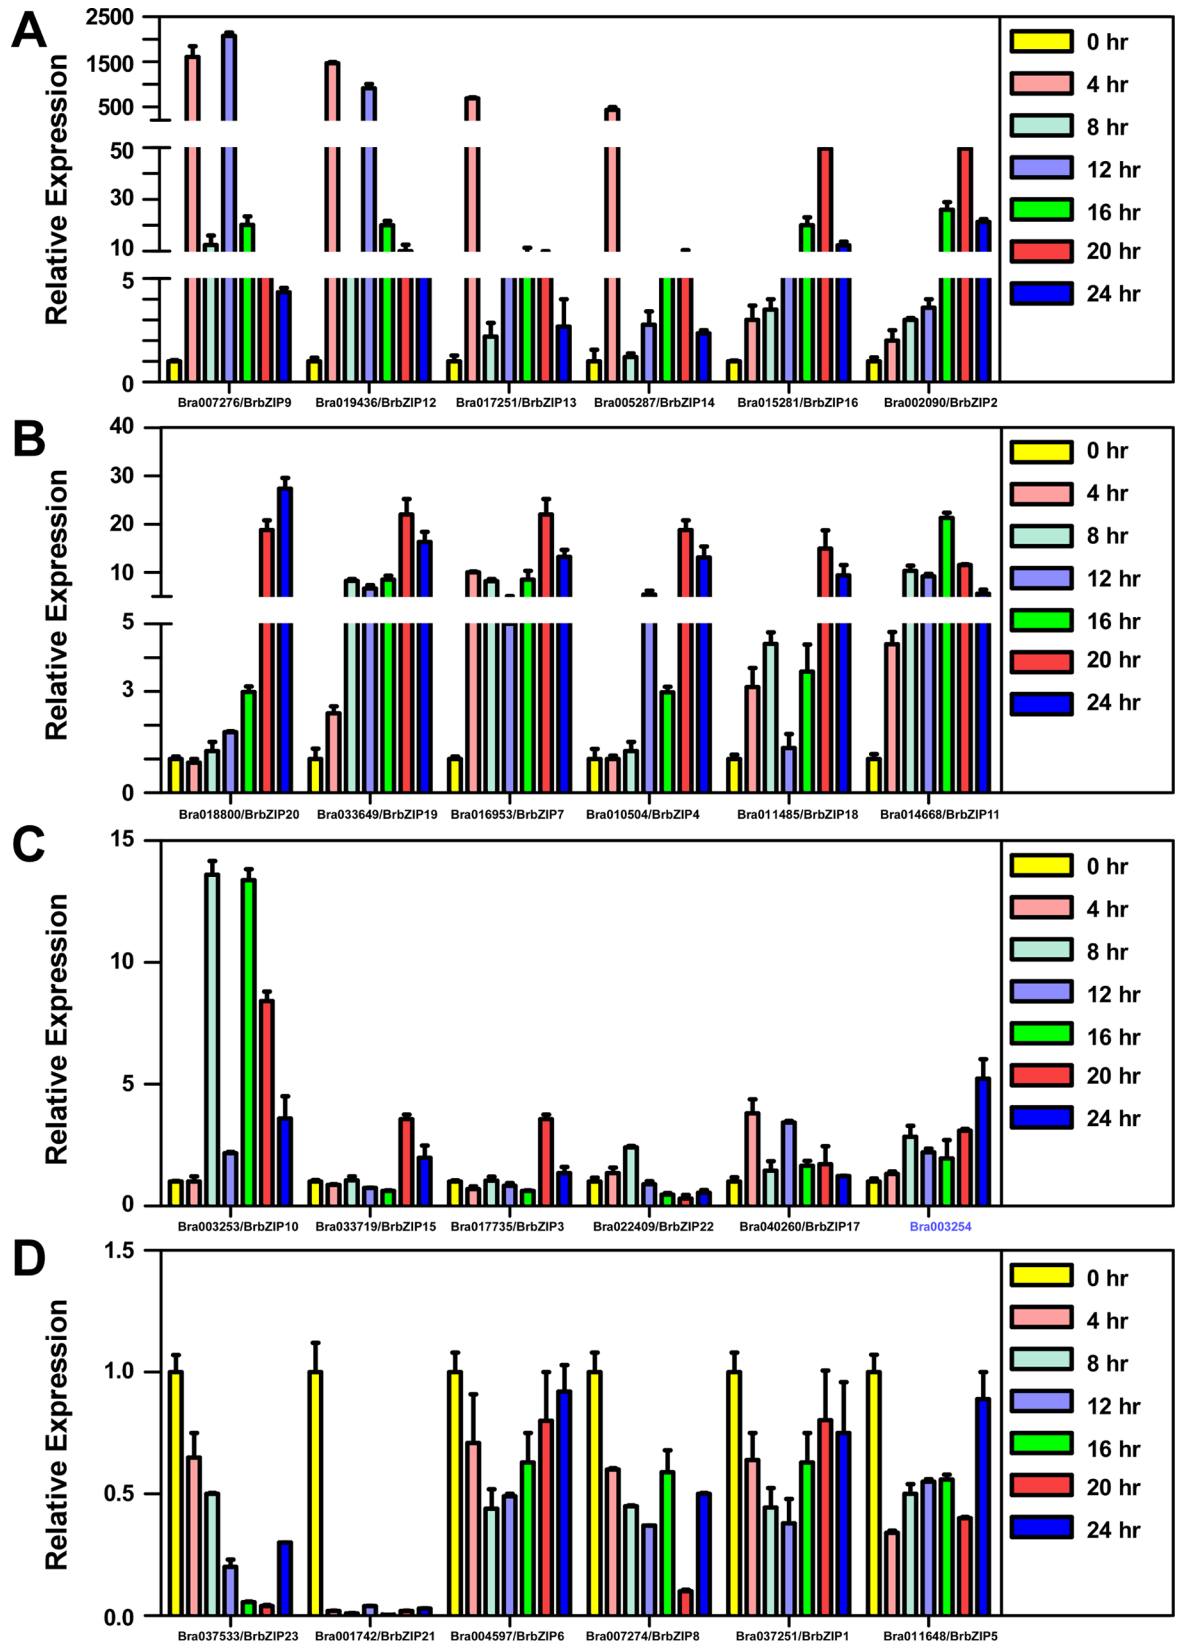 A
Relative Expression
2500
1500
500
50
30
10
5
0
Bra007276/BrbZIP9 Bra019436/BrbZIP12 Bra017251/BrbZIP13 Bra005287/BrbZIP14 Bra015281/BrbZIP16 Bra002090/BrbZIP2
0 hr
4 hr
8 hr
12 hr
16 hr
20 hr
24 hr
B
Relative Expression
40
30
20
10
5
3
0
Bra018800/BrbZIP20 Bra033649/BrbZIP19 Bra016953/BrbZIP7 Bra010504/BrbZIP4 Bra011485/BrbZIP18 Bra014668/BrbZIP11
0 hr
4 hr
8 hr
12 hr
16 hr
20 hr
24 hr
C
Relative Expression
15
10
5
0
Bra003253/BrbZIP10 Bra033719/BrbZIP15 Bra017735/BrbZIP3 Bra022409/BrbZIP22 Bra040260/BrbZIP17 Bra003254
0 hr
4 hr
8 hr
12 hr
16 hr
20 hr
24 hr
D
Relative Expression
1.5
1.0
0.5
0.0
Bra037533/BrbZIP23 Bra001742/BrbZIP21 Bra004597/BrbZIP6 Bra007274/BrbZIP8 Bra037251/BrbZIP1 Bra011648/BrbZIP5
0 hr
4 hr
8 hr
12 hr
16 hr
20 hr
24 hr